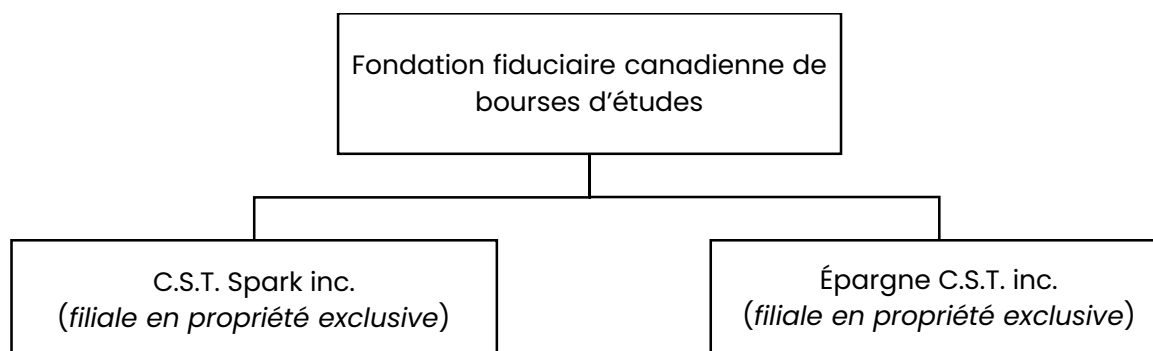 Fondation fiduciaire canadienne de
bourses d’études
C.S.T. Spark inc.
(filiale en propriété exclusive)
Épargne C.S.T. inc.
(filiale en propriété exclusive)